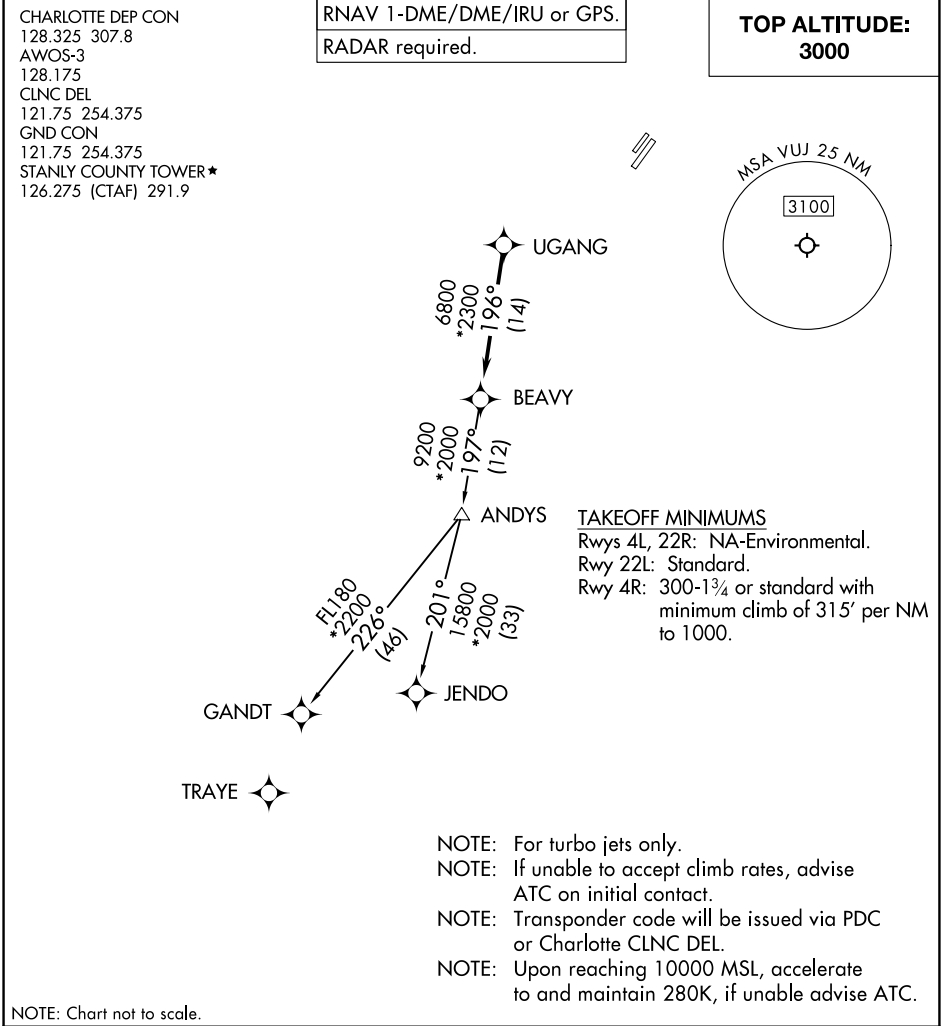 CHARLOTTE DEP CON
128.325 307.8
AWOS-3
128.175
CLNC DEL
121.75 254.375
GND CON
121.75 254.375
STANLY COUNTY TOWER★
126.275 (CTAF) 291.9
RNAV 1-DME/DME/IRU or GPS.
RADAR required.
TOP ALTITUDE:
3000
MSA VUJ 25 NM
3100
UGANG
6800
*2300
196°
(14)
BEAVY
9200
*2000
197°
(12)
ANDYS
FL180
*2200
226°
(46)
201°
15800
*2000
(33)
JENDO
GANDT
TRAYE
TAKEOFF MINIMUMS
Rwys 4L, 22R: NA-Environmental.
Rwy 22L: Standard.
Rwy 4R: 300-1¾ or standard with
minimum climb of 315' per NM
to 1000.
NOTE: For turbo jets only.
NOTE: If unable to accept climb rates, advise
ATC on initial contact.
NOTE: Transponder code will be issued via PDC
or Charlotte CLNC DEL.
NOTE: Upon reaching 10000 MSL, accelerate
to and maintain 280K, if unable advise ATC.
NOTE: Chart not to scale.